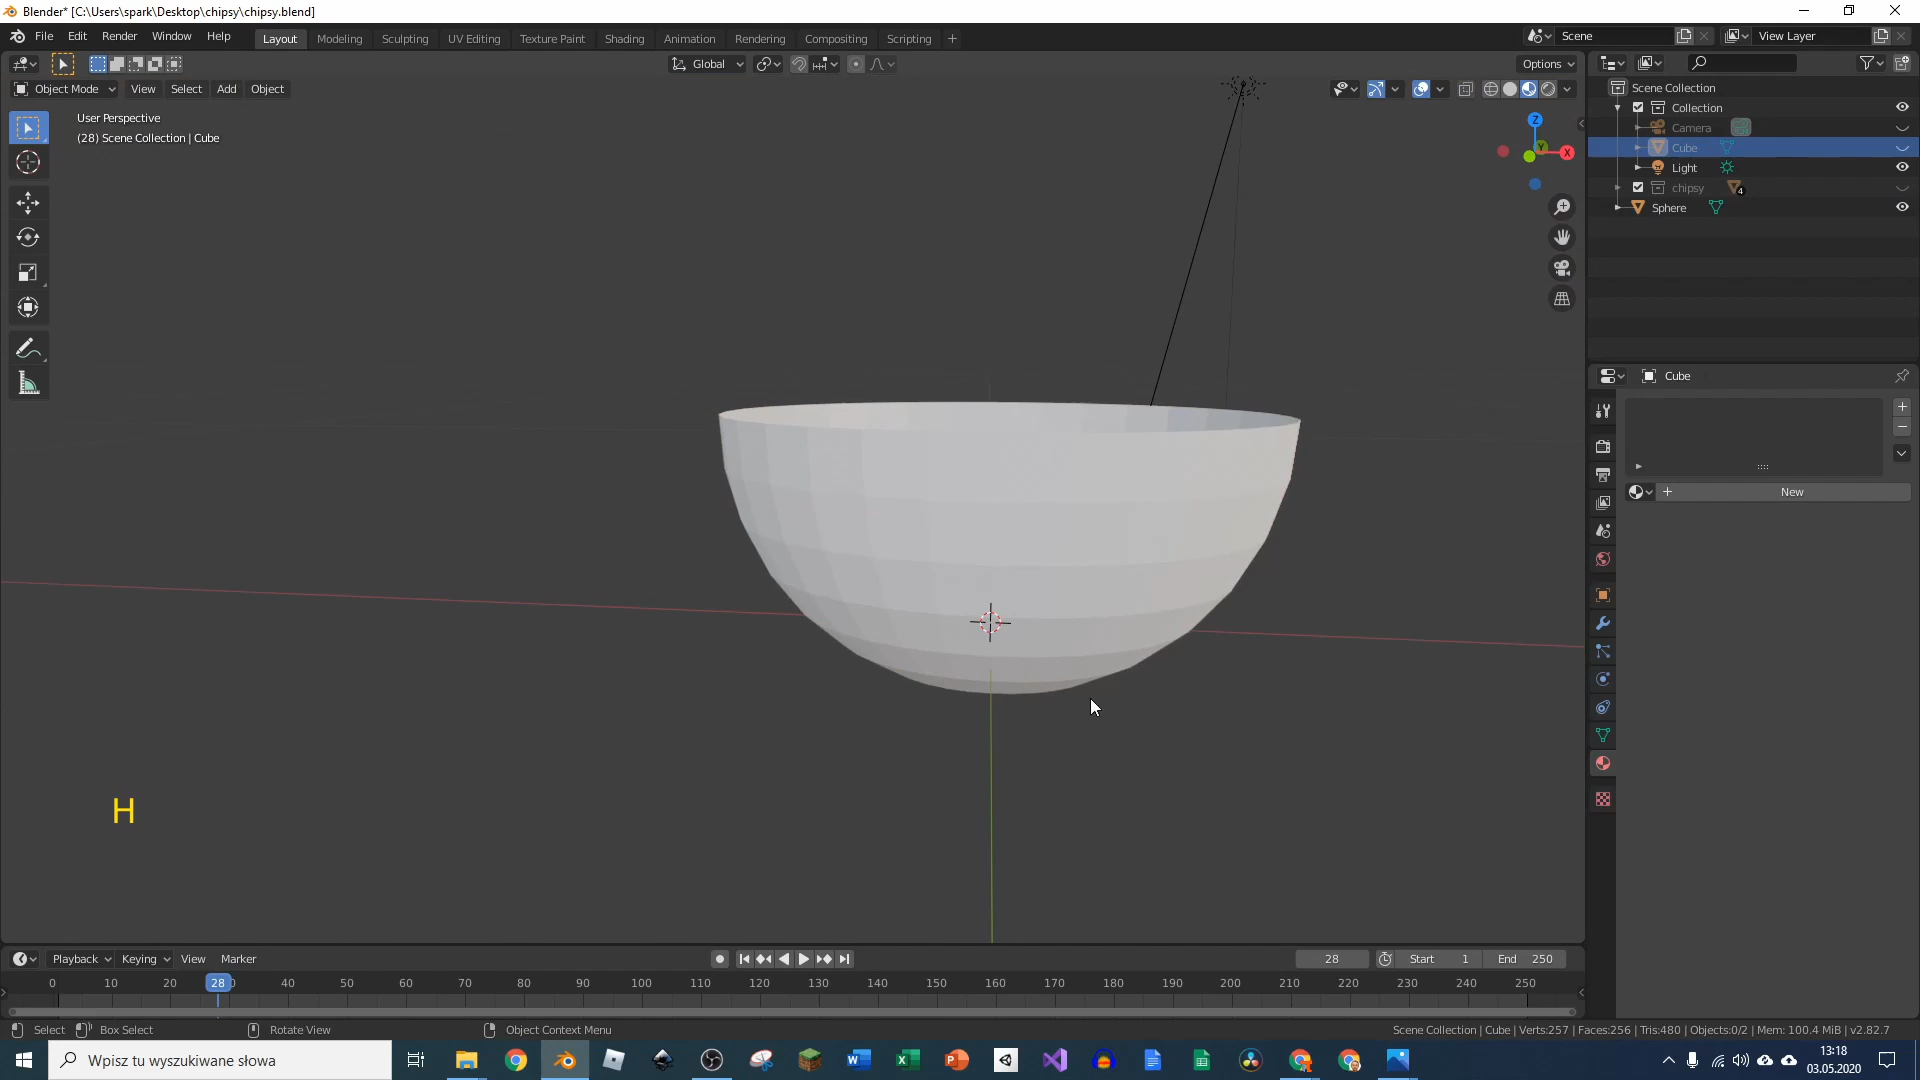 Blender* [C:\Users\spark\Desktop\chipsy\chipsy.blend]
File Edit Render Window Help
Layout Modeling Sculpting UV Editing Texture Paint Shading Animation Rendering Compositing Scripting +
Scene
View Layer
Global
Options
Object Mode View Select Add Object
User Perspective
(28) Scene Collection | Cube
Z
Y
X
Scene Collection
Collection
Camera
Cube
Light
chipsy 4
Sphere
Cube
New
H
Playback Keying View Marker
28 Start 1 End 250
0 10 20 28 40 50 60 70 80 90 100 110 120 130 140 150 160 170 180 190 200 210 220 230 240 250
Select Box Select Rotate View Object Context Menu
Scene Collection | Cube | Verts:257 | Faces:256 | Tris:480 | Objects:0/2 | Mem: 100.4 MiB | v2.82.7
Wpisz tu wyszukiwane słowa
13:18
03.05.2020